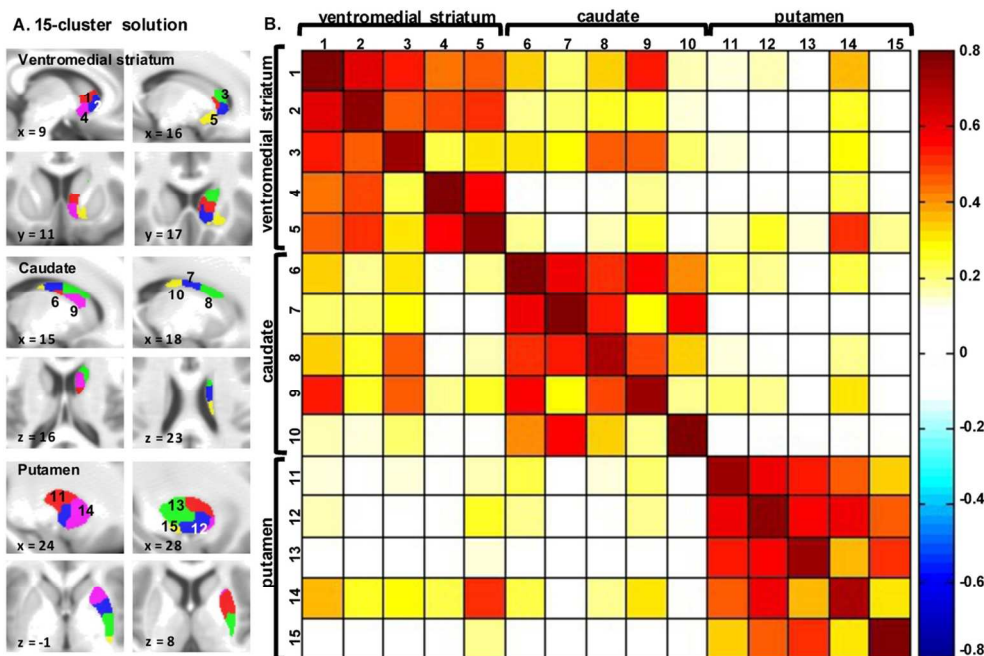 A. 15-cluster solution
Ventromedial striatum
1
2
4
x = 9
3
5
x = 16
y = 11
y = 17
Caudate
6
9
x = 15
7
10
8
x = 18
z = 16
z = 23
Putamen
11
14
x = 24
13
15
12
x = 28
z = -1
z = 8
B.
ventromedial striatum
caudate
putamen
1 2 3 4 5 6 7 8 9 10 11 12 13 14 15
ventromedial striatum
caudate
putamen
1
2
3
4
5
6
7
8
9
10
11
12
13
14
15
0.8
0.6
0.4
0.2
0
-0.2
-0.4
-0.6
-0.8